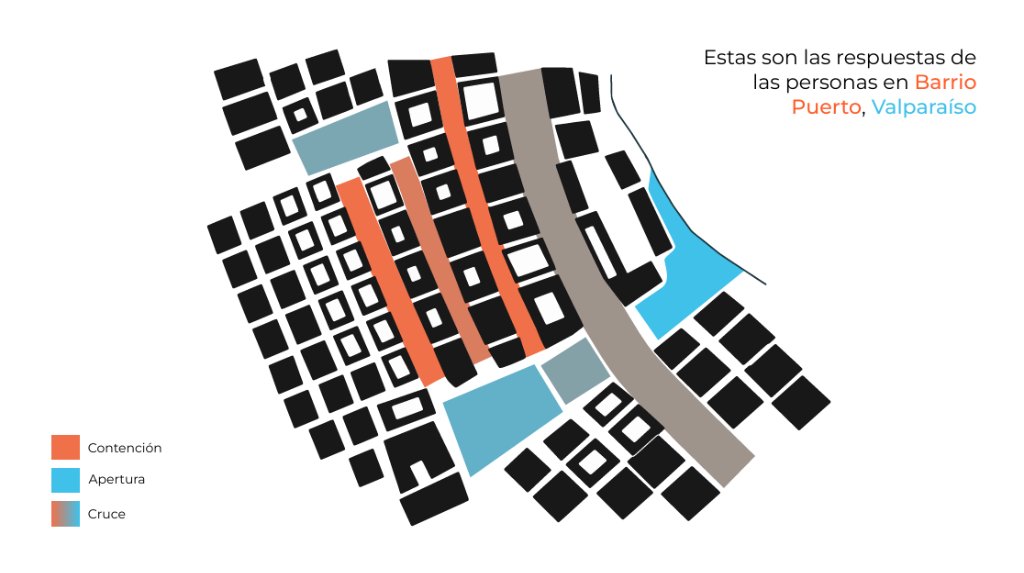 Estas son las respuestas de
las personas en Barrio
Puerto, Valparaíso
Contención
Apertura
Cruce